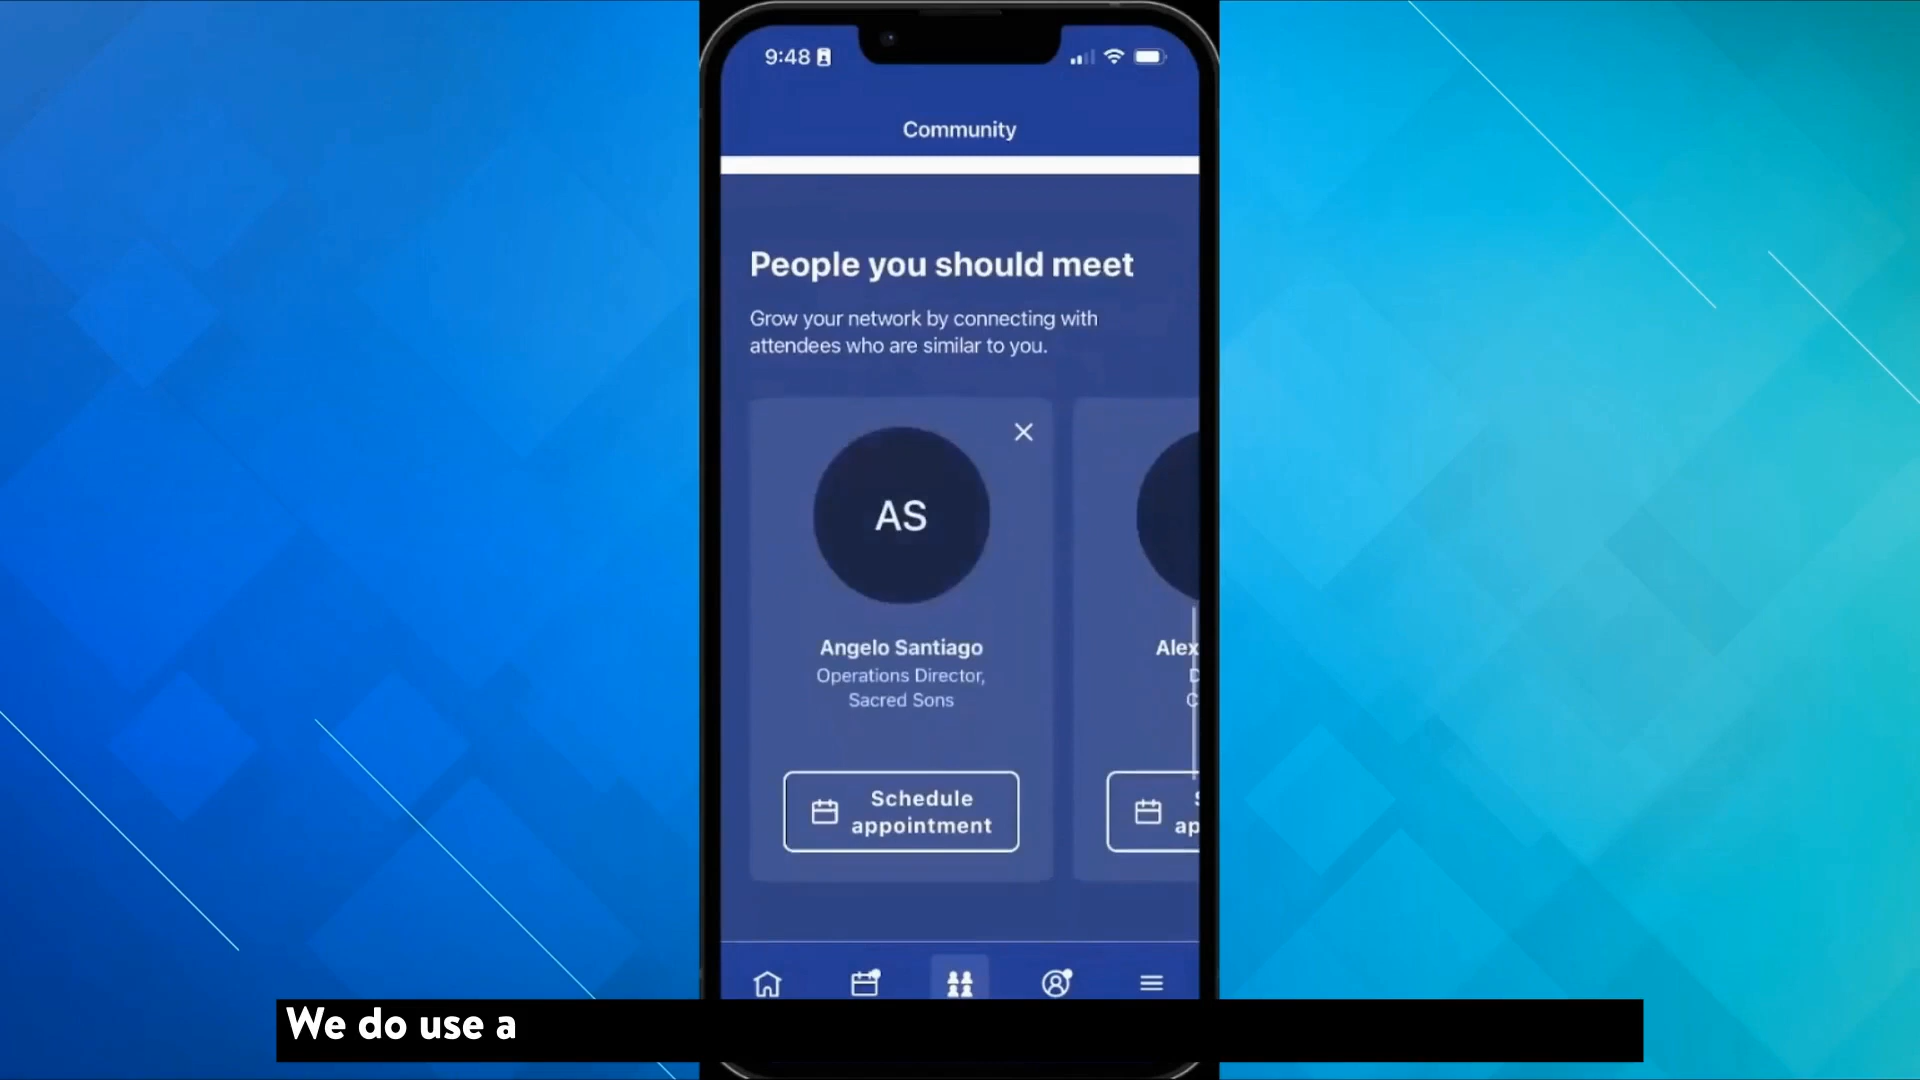 9:48
Community
People you should meet
Grow your network by connecting with
attendees who are similar to you.
AS
Angelo Santiago
Operations Director,
Sacred Sons
Schedule
appointment
Alex
We do use a